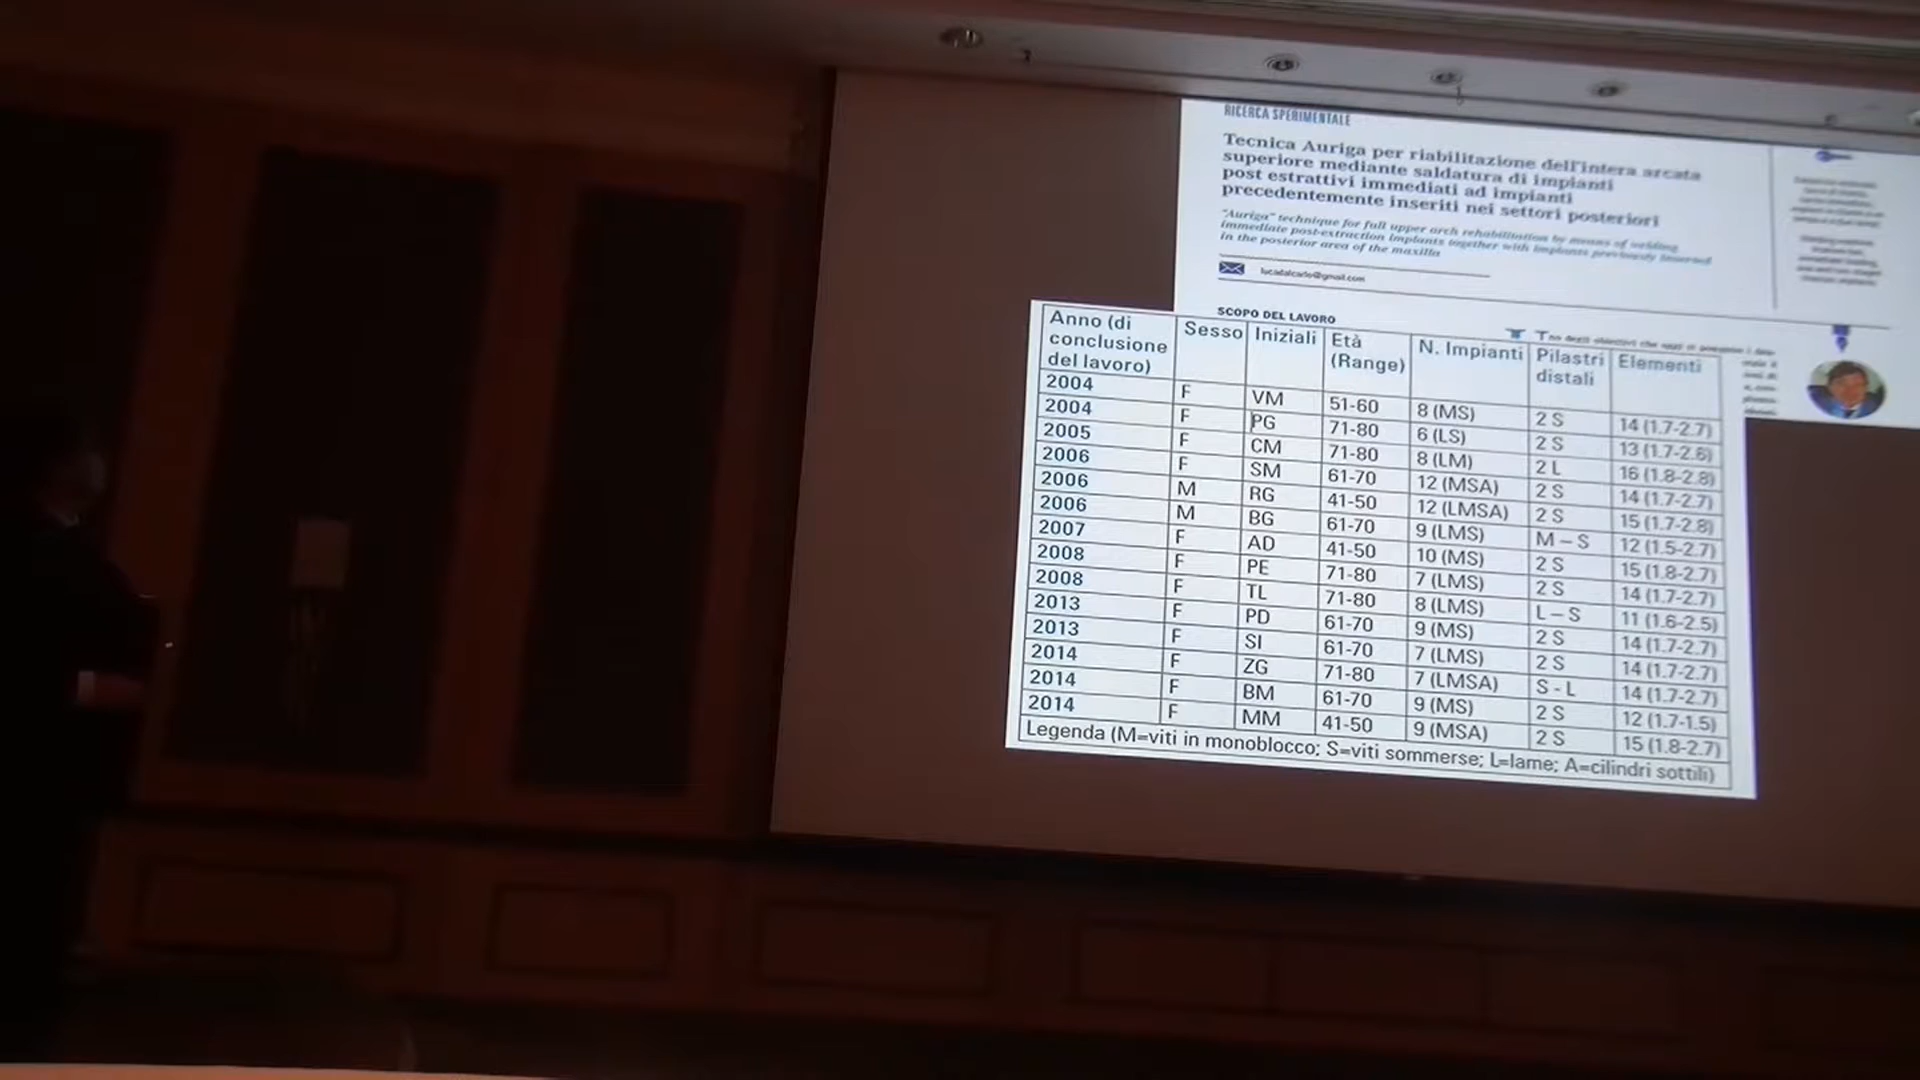 RICERCA SPERIMENTALE
Tecnica Auriga per riabilitazione dell'intera arcata
superiore mediante saldatura di impianti
post estrattivi immediati ad impianti
precedentemente inseriti nei settori posteriori
"Auriga" technique for full upper arch rehabilitation by means of welding
immediate post-extraction implants together with implants previously inserted
in the posterior area of the maxilla
lucadalcarlo@gmail.com
SCOPO DEL LAVORO
Anno (di conclusione del lavoro) Sesso Iniziali Età (Range) N. Impianti Pilastri distali Elementi
2004 F VM 51-60 8 (MS) 2 S 14 (1.7-2.7)
2004 F PG 71-80 6 (LS) 2 S 13 (1.7-2.6)
2005 F CM 71-80 8 (LM) 2 L 16 (1.8-2.8)
2006 F SM 61-70 12 (MSA) 2 S 14 (1.7-2.7)
2006 M RG 41-50 12 (LMSA) 2 S 15 (1.7-2.8)
2006 M BG 61-70 9 (LMS) M – S 12 (1.5-2.7)
2007 F AD 41-50 10 (MS) 2 S 15 (1.8-2.7)
2008 F PE 71-80 7 (LMS) 2 S 14 (1.7-2.7)
2008 F TL 71-80 8 (LMS) L – S 11 (1.6-2.5)
2013 F PD 61-70 9 (MS) 2 S 14 (1.7-2.7)
2013 F SI 61-70 7 (LMS) 2 S 14 (1.7-2.7)
2014 F ZG 71-80 7 (LMSA) S - L 14 (1.7-2.7)
2014 F BM 61-70 9 (MS) 2 S 12 (1.7-1.5)
2014 F MM 41-50 9 (MSA) 2 S 15 (1.8-2.7)
Legenda (M=viti in monoblocco; S=viti sommerse; L=lame; A=cilindri sottili)